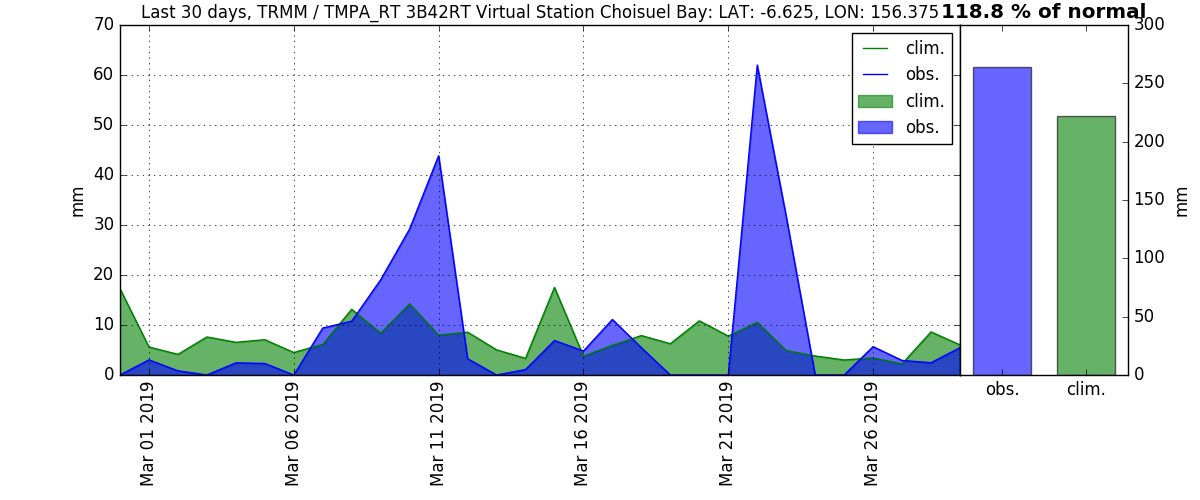 Last 30 days, TRMM / TMPA_RT 3B42RT Virtual Station Choisuel Bay: LAT: -6.625, LON: 156.375
118.8 % of normal
70
60
50
40
30
20
10
0
mm
clim.
obs.
clim.
obs.
Mar 01 2019
Mar 06 2019
Mar 11 2019
Mar 16 2019
Mar 21 2019
Mar 26 2019
300
250
200
150
100
50
0
mm
obs.
clim.